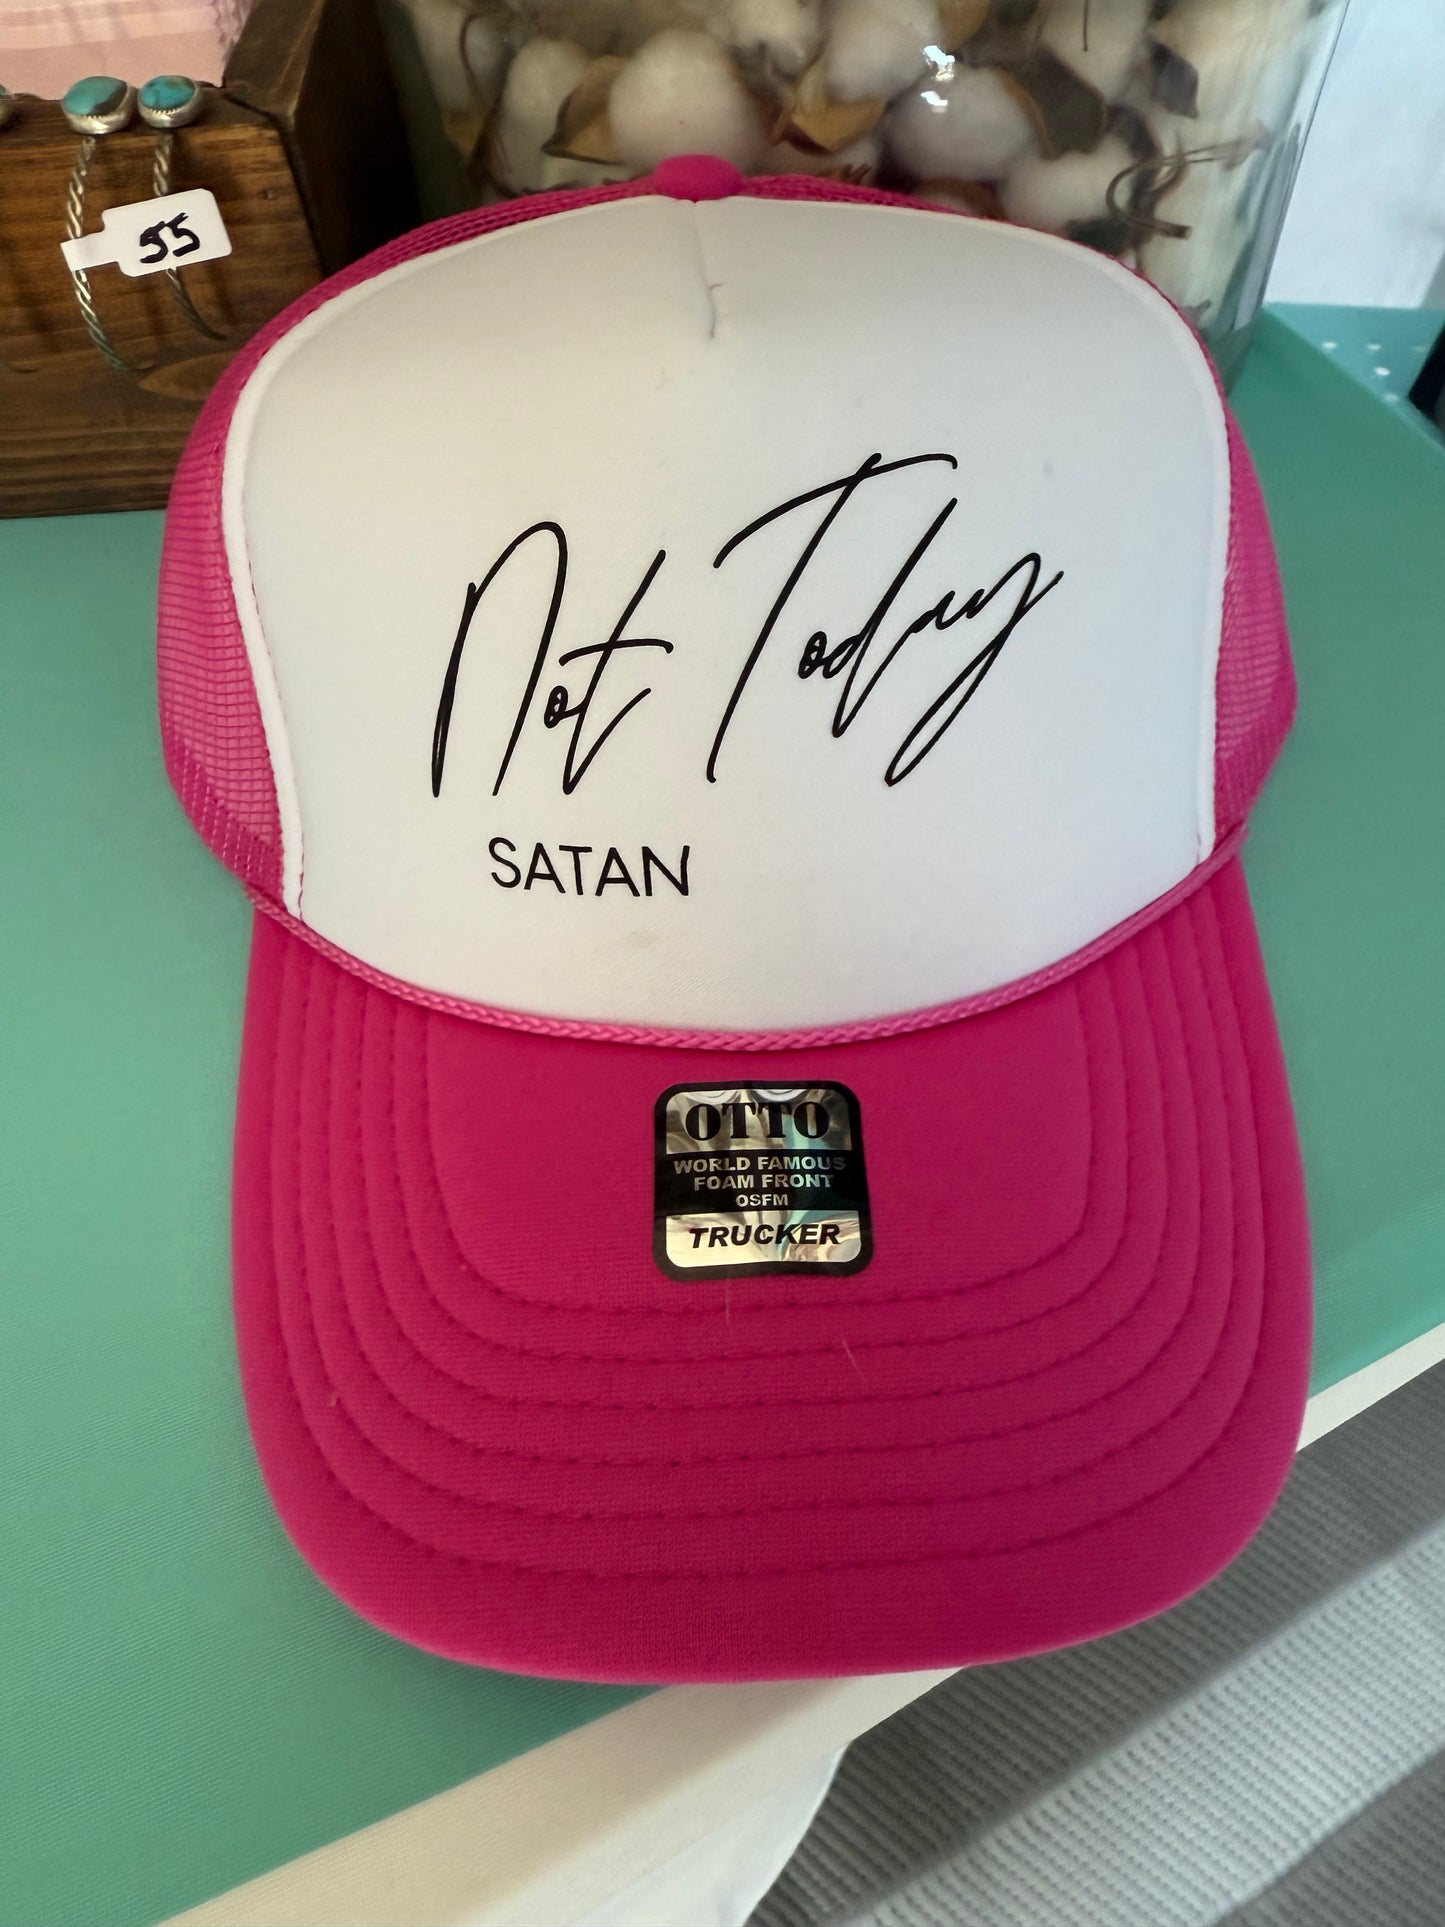 55
Not Today
SATAN
OTTO
WORLD FAMOUS
FOAM FRONT
OSFM
TRUCKER